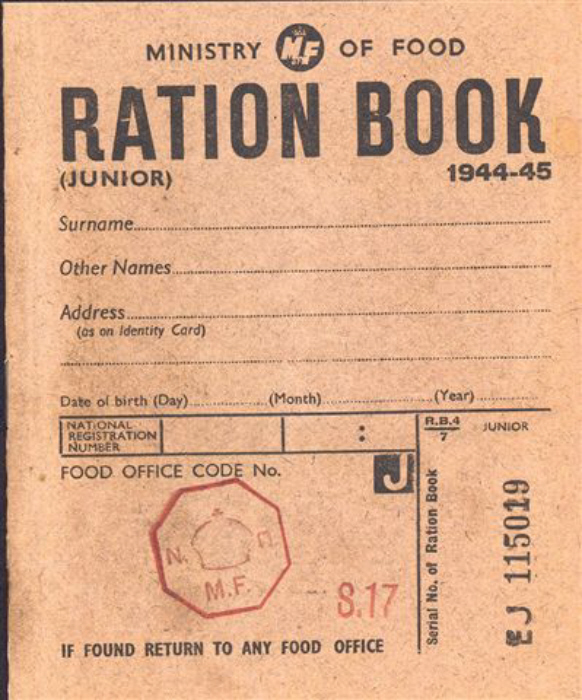 MINISTRY MF OF FOOD
RATION BOOK
(JUNIOR) 1944-45
Surname
Other Names
Address
(as on Identity Card)
Date of birth (Day) (Month) (Year)
NATIONAL REGISTRATION NUMBER :
R.B.4
7
JUNIOR
FOOD OFFICE CODE No. J
N.
M.F.
8.17
Serial No. of Ration Book
EJ 115019
IF FOUND RETURN TO ANY FOOD OFFICE